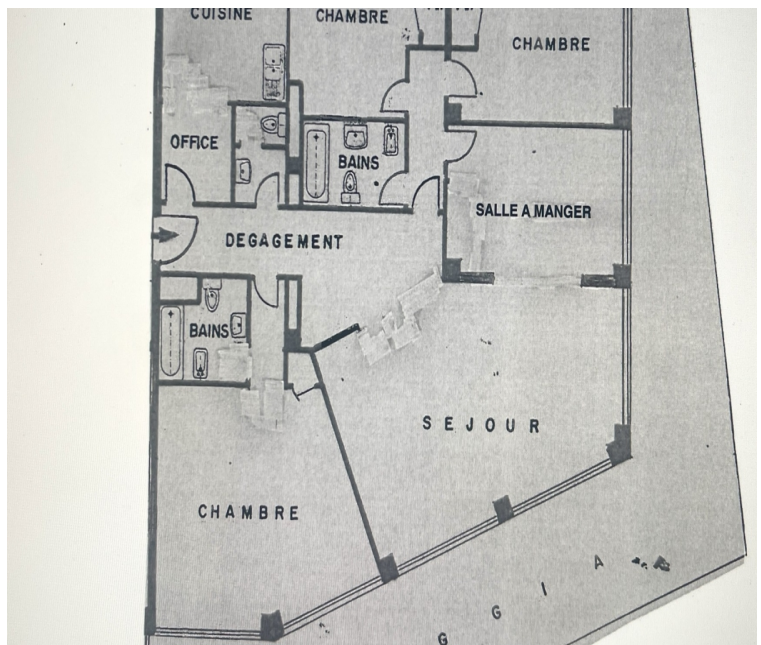 CUISINE
CHAMBRE
CHAMBRE
OFFICE
BAINS
SALLE A MANGER
DEGAGEMENT
BAINS
SEJOUR
CHAMBRE
G G I A